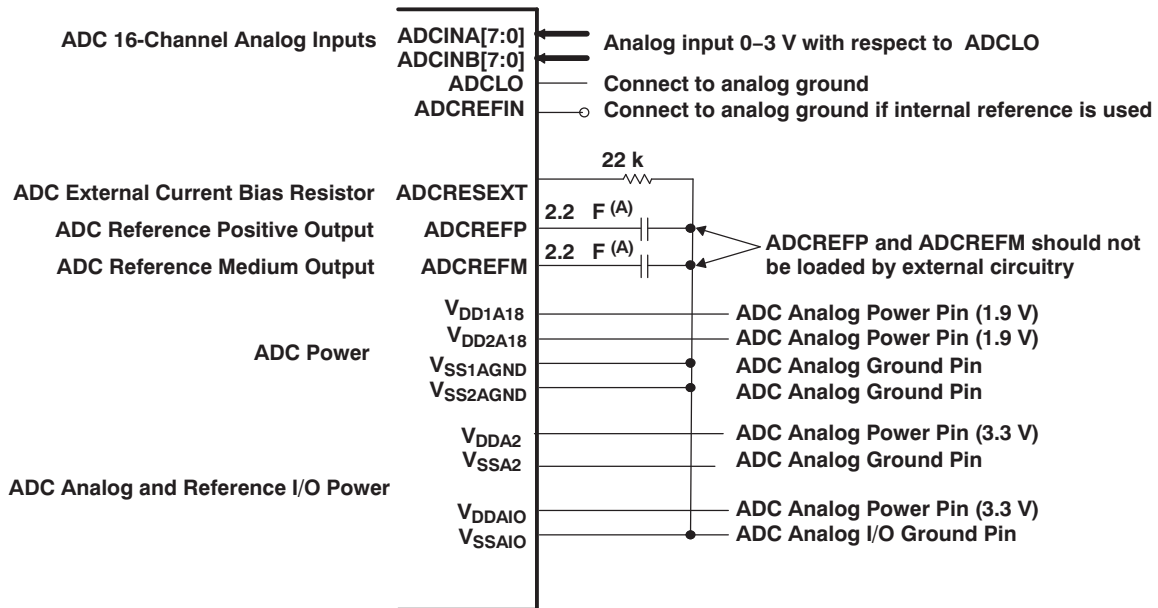 ADC 16-Channel Analog Inputs ADCINA[7:0] Analog input 0−3 V with respect to ADCLO
ADCINB[7:0]
ADCLO Connect to analog ground
ADCREFIN Connect to analog ground if internal reference is used
22 k
ADC External Current Bias Resistor ADCRESEXT
2.2 F (A)
ADC Reference Positive Output ADCREFP
ADCREFP and ADCREFM should not
be loaded by external circuitry
2.2 F (A)
ADC Reference Medium Output ADCREFM
VDD1A18 ADC Analog Power Pin (1.9 V)
VDD2A18 ADC Analog Power Pin (1.9 V)
ADC Power
VSS1AGND ADC Analog Ground Pin
VSS2AGND ADC Analog Ground Pin
VDDA2 ADC Analog Power Pin (3.3 V)
VSSA2 ADC Analog Ground Pin
ADC Analog and Reference I/O Power
VDDAIO ADC Analog Power Pin (3.3 V)
VSSAIO ADC Analog I/O Ground Pin